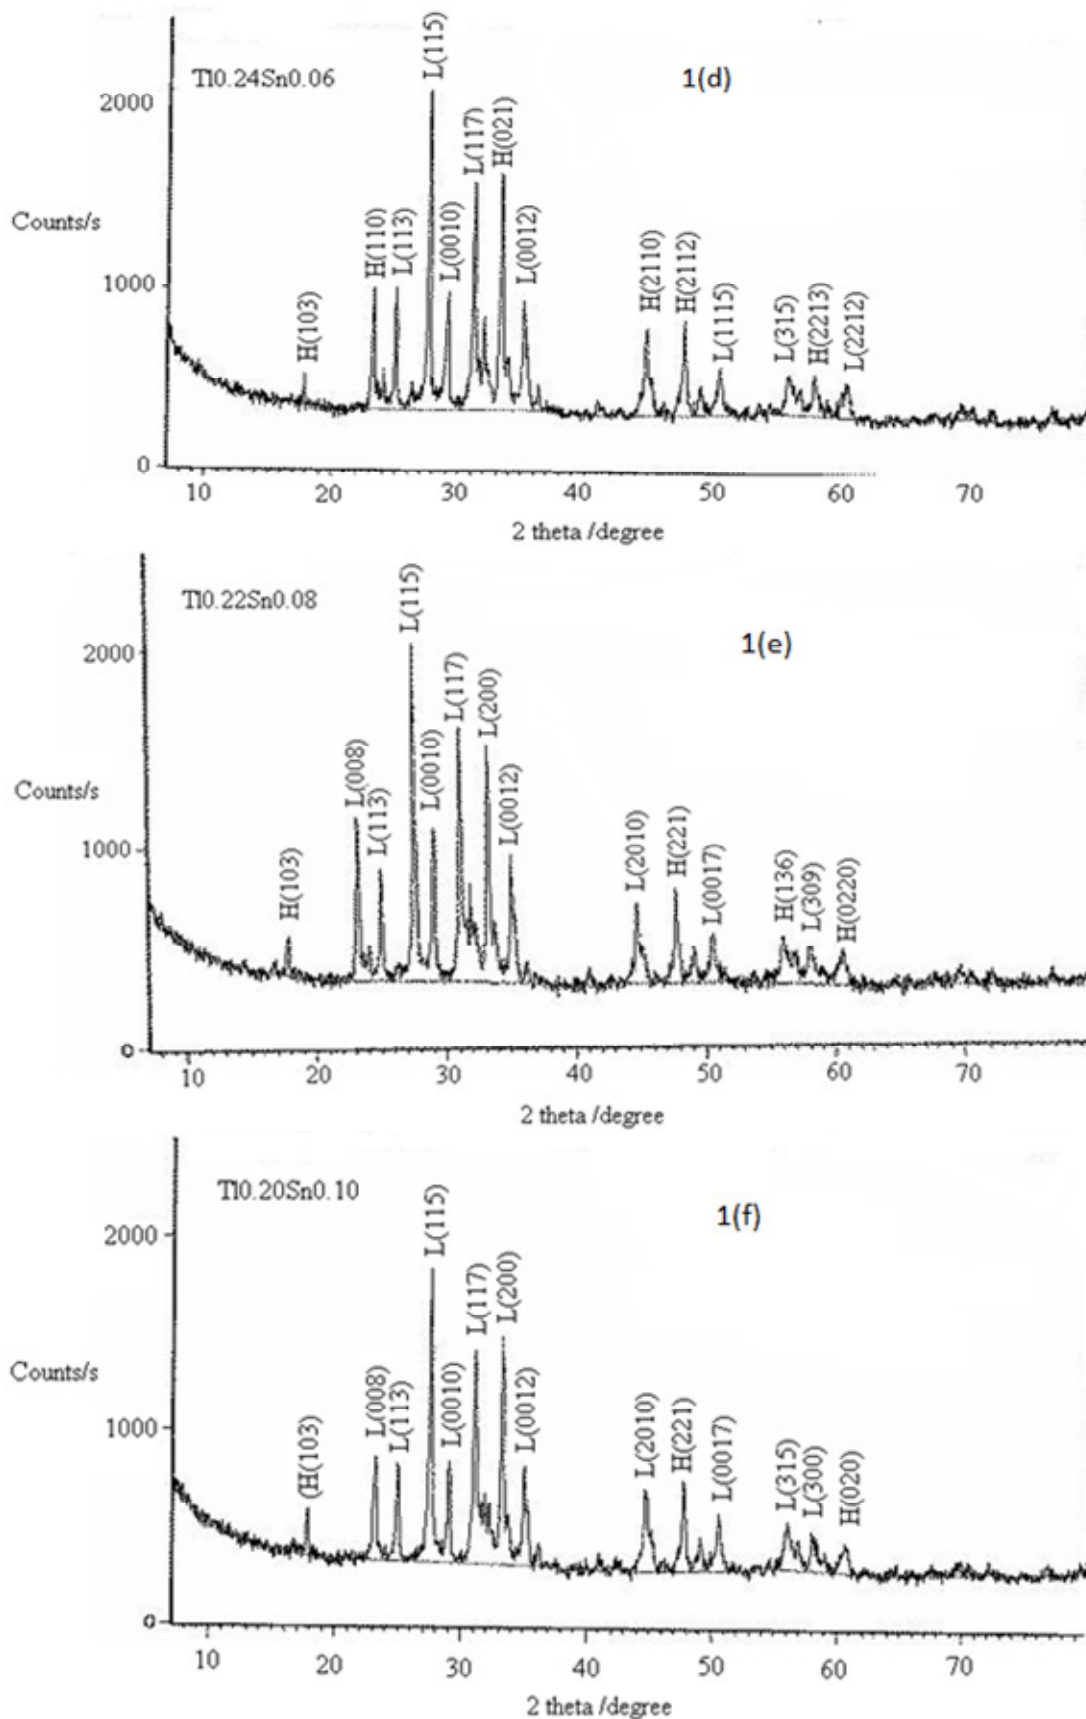 Tl0.24Sn0.06
1(d)
2000
1000
0
Counts/s
H(103)
H(110)
L(113)
L(115)
L(0010)
L(117)
H(021)
L(0012)
H(2110)
H(2112)
L(1115)
L(315)
H(2213)
L(2212)
10 20 30 40 50 60 70
2 theta /degree
Tl0.22Sn0.08
1(e)
2000
1000
0
Counts/s
H(103)
L(008)
L(113)
L(115)
L(0010)
L(117)
L(200)
L(0012)
L(2010)
H(221)
L(0017)
H(136)
L(309)
H(0220)
10 20 30 40 50 60 70
2 theta /degree
Tl0.20Sn0.10
1(f)
2000
1000
0
Counts/s
(H(103)
L(008)
L(113)
L(115)
L(0010)
L(117)
L(200)
L(0012)
L(2010)
H(221)
L(0017)
L(315)
L(300)
H(020)
10 20 30 40 50 60 70
2 theta /degree